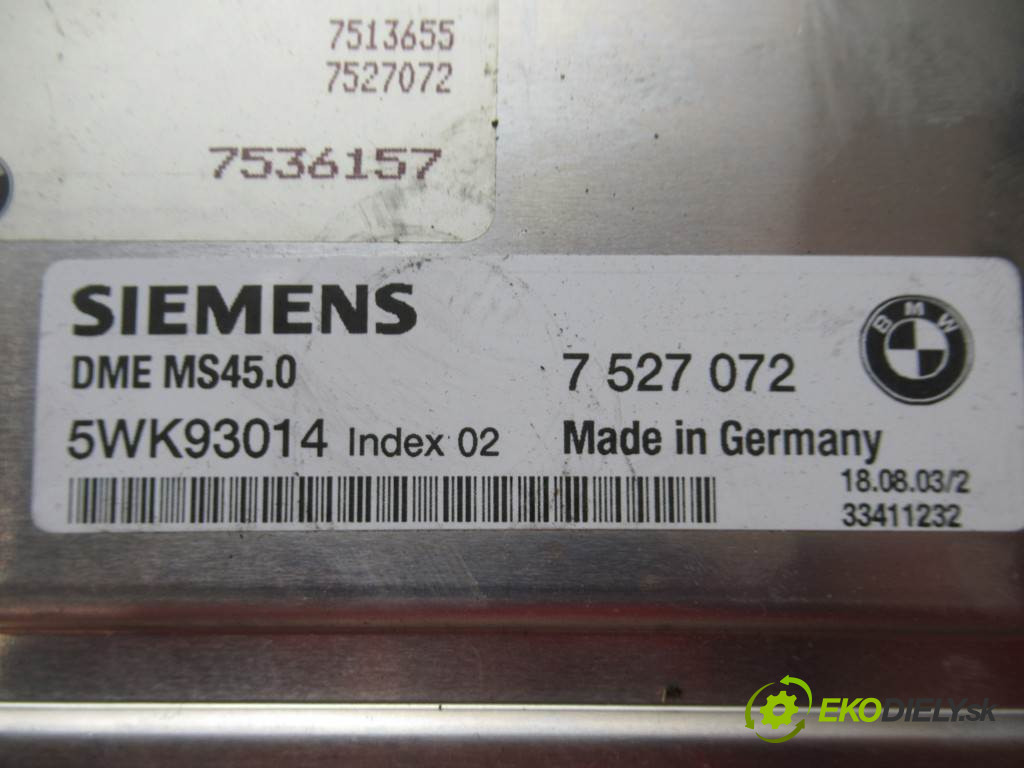 7513655
7527072
7536157
SIEMENS
BMW
DME MS45.0
7 527 072
5WK93014 Index 02
Made in Germany
18.08.03/2
33411232
EKODIELY.sk